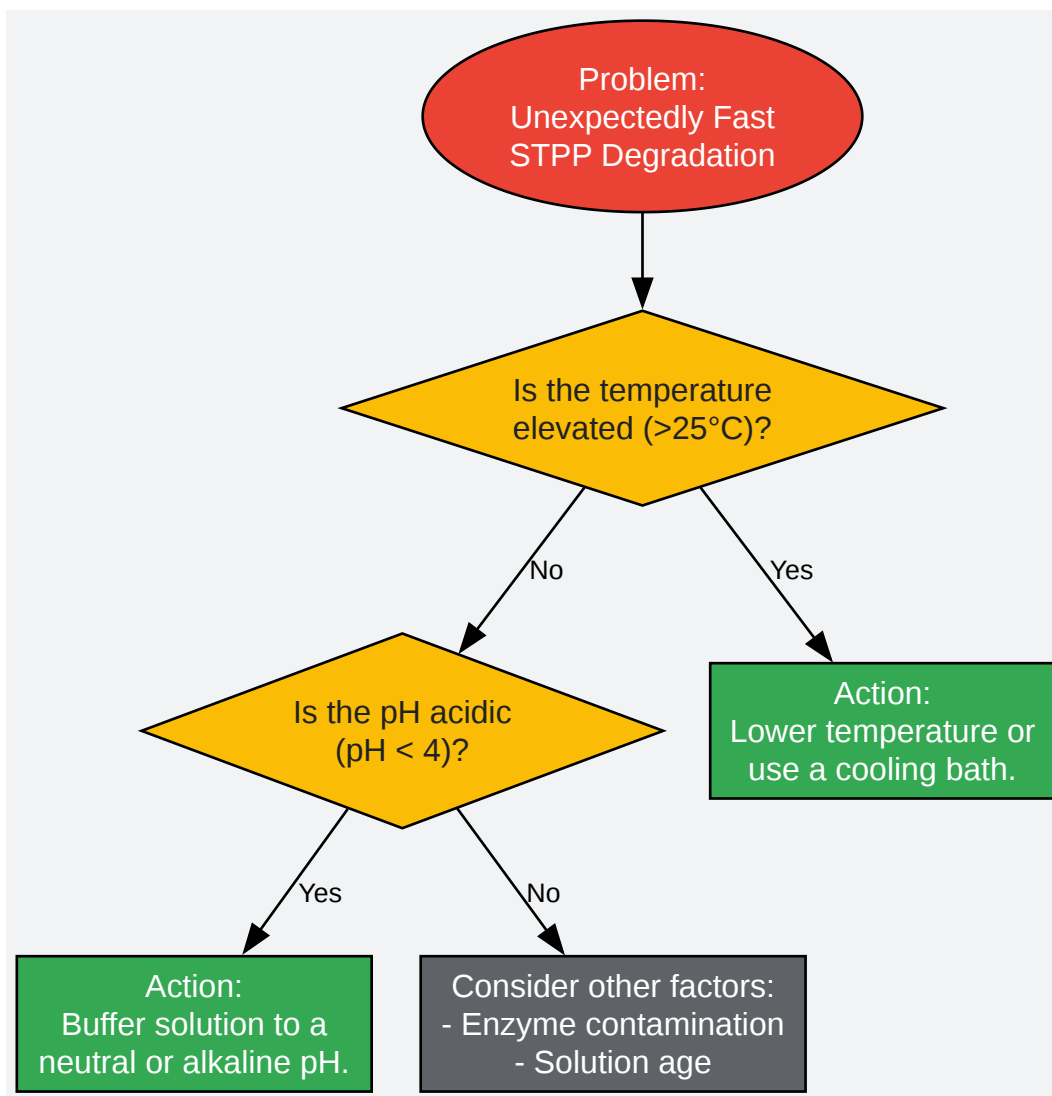 Problem:
Unexpectedly Fast
STPP Degradation
Is the temperature
elevated (>25°C)?
No
Yes
Is the pH acidic
(pH < 4)?
Action:
Lower temperature or
use a cooling bath.
Yes
No
Action:
Buffer solution to a
neutral or alkaline pH.
Consider other factors:
- Enzyme contamination
- Solution age